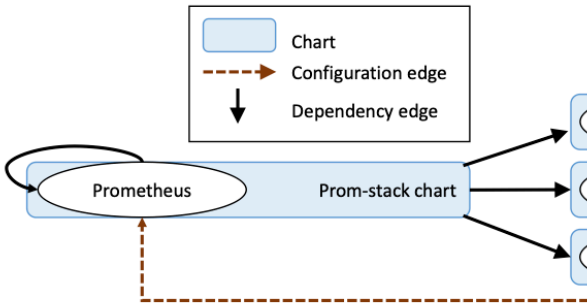 Chart
Configuration edge
Dependency edge
Prometheus
Prom-stack chart